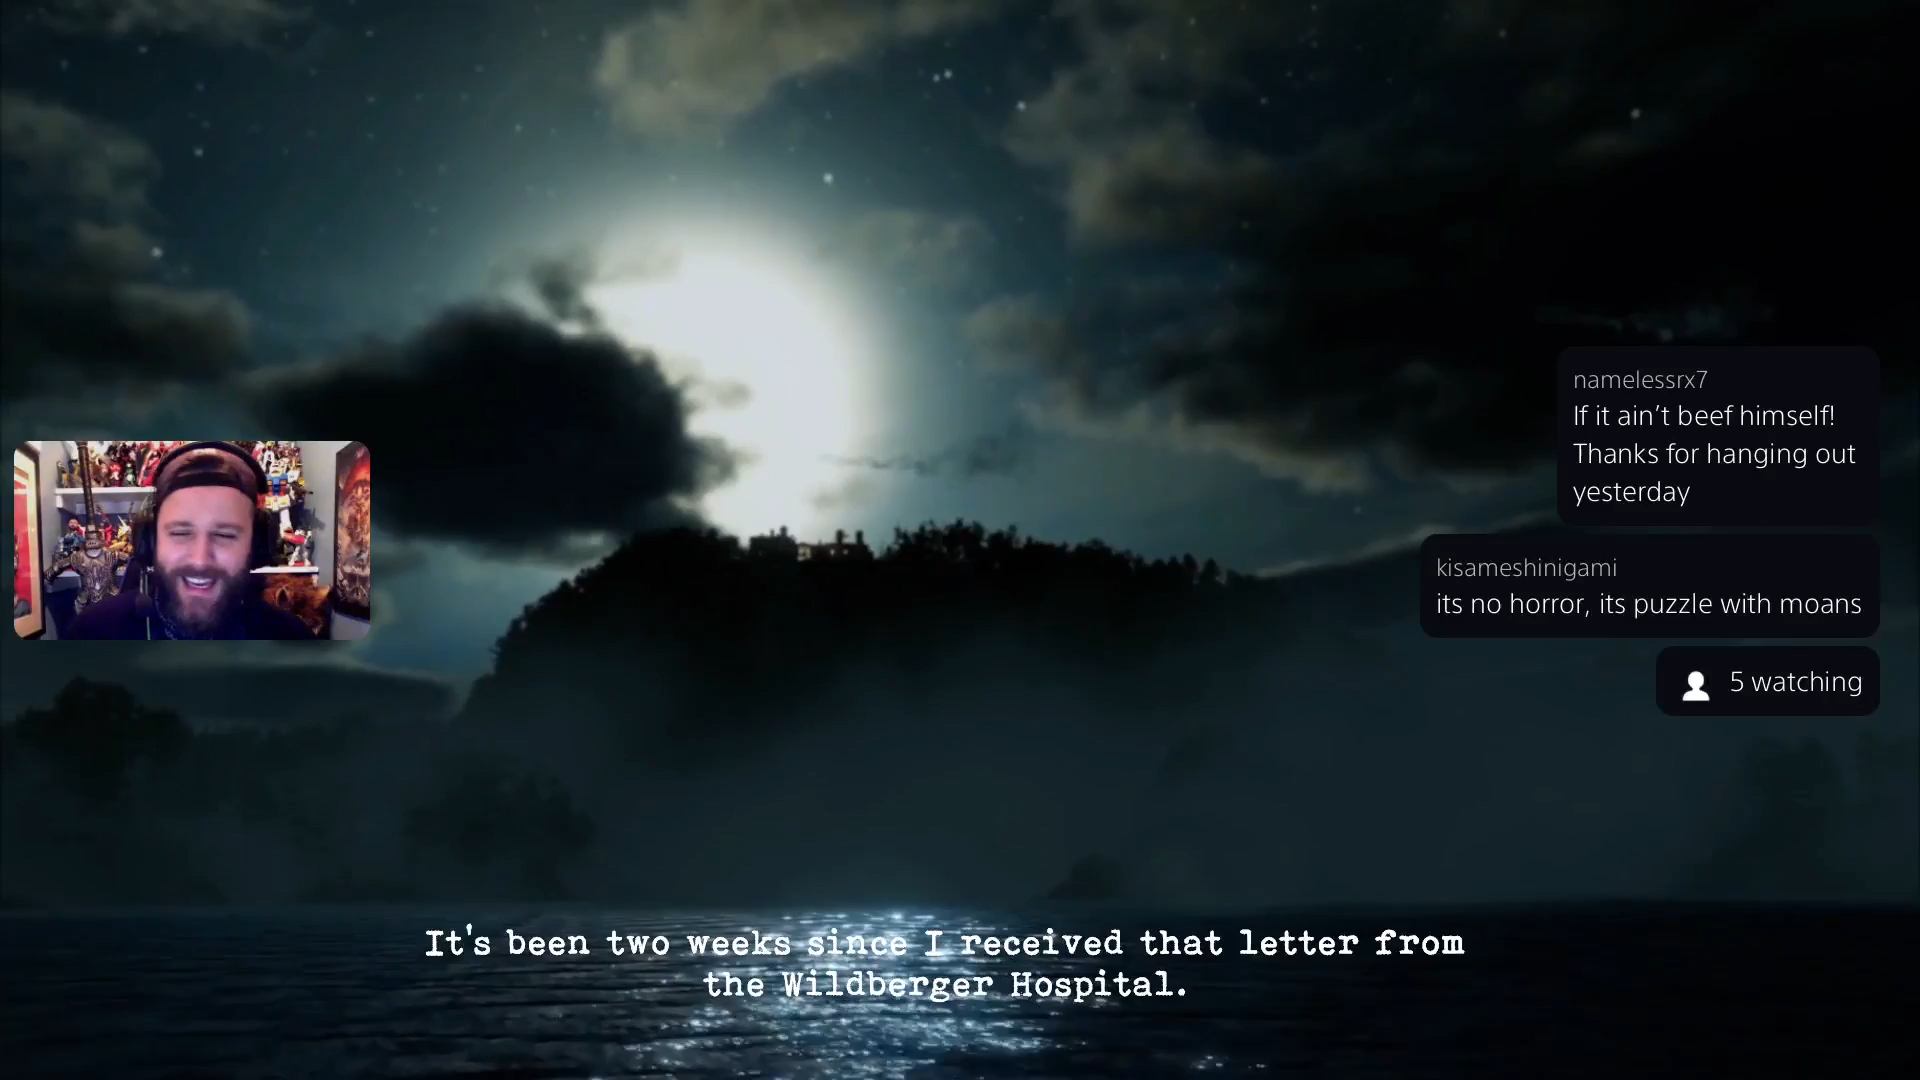 namelessrx7
If it ain’t beef himself!
Thanks for hanging out
yesterday
kisameshinigami
its no horror, its puzzle with moans
5 watching
It's been two weeks since I received that letter from
the Wildberger Hospital.